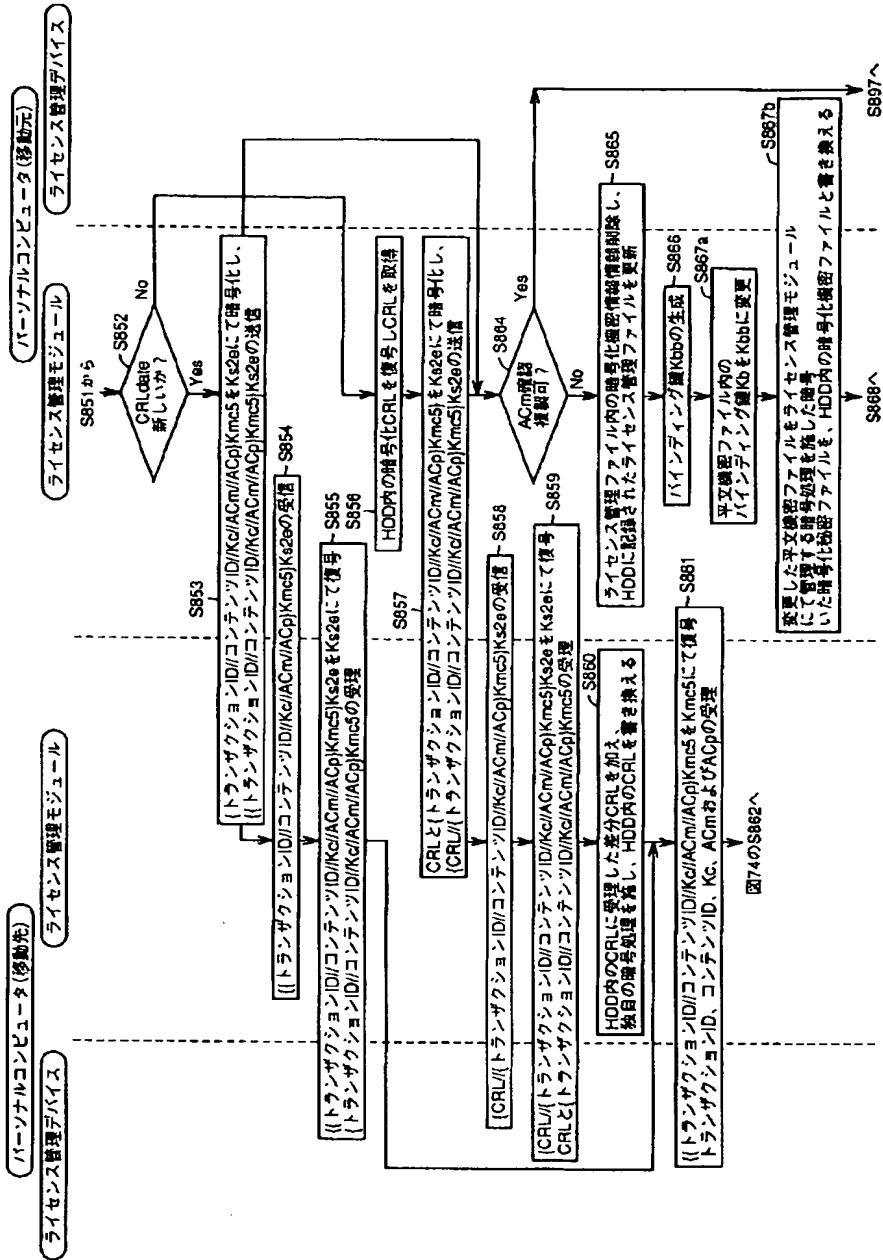 パーソナルコンピュータ(移動先)
パーソナルコンピュータ(移動元)
ライセンス管理デバイス
ライセンス管理モジュール
ライセンス管理モジュール
ライセンス管理デバイス
S851から
S852
CRLdate
新しいか?
No
Yes
S853
{トランザクションID//コンテンツID//Kc//ACm//ACp}Kmc5をKs2eにて暗号化し、
{{トランザクションID//コンテンツID//Kc//ACm//ACp}Kmc5}Ks2eの送信
S854
{{トランザクションID//コンテンツID//Kc//ACm//ACp}Kmc5}Ks2eの受信
S855
{{トランザクションID//コンテンツID//Kc//ACm//ACp}Kmc5}Ks2eをKs2eにて復号
{トランザクションID//コンテンツID//Kc//ACm//ACp}Kmc5の受理
S856
HDD内の暗号化CRLを復号しCRLを取得
S857
CRLと{トランザクションID//コンテンツID//Kc//ACm//ACp}Kmc5}をKs2eにて暗号化し、
{CRL//{トランザクションID//コンテンツID//Kc//ACm//ACp}Kmc5}Ks2eの送信
S858
{CRL//{トランザクションID//コンテンツID//Kc//ACm//ACp}Kmc5}Ks2eの受信
S859
{CRL//{トランザクションID//コンテンツID//Kc//ACm//ACp}Kmc5}Ks2eをKs2eにて復号
CRLと{トランザクションID//コンテンツID//Kc//ACm//ACp}Kmc5の受理
S860
HDD内のCRLに受理した差分CRLを加え、
独自の暗号処理を施し、HDD内のCRLを書き換える
S861
{{トランザクションID//コンテンツID//Kc//ACm//ACp}Kmc5をKmc5にて復号
トランザクションID、コンテンツID、Kc、ACmおよびACpの受理
図74のS862へ
S864
ACm確認
複製可?
Yes
No
S865
ライセンス管理ファイル内の暗号化機密情報情報削除し、
HDDに記録されたライセンス管理ファイルを更新
S866
バインディング鍵Kbbの生成
S867a
平文機密ファイル内の
バインディング鍵KbをKbbに変更
S867b
変更した平文機密ファイルをライセンス管理モジュール
にて管理する暗号処理を施した暗号
いた暗号化秘密ファイルを、HDD内の暗号化機密ファイルと書き換える
S868へ
S897へ